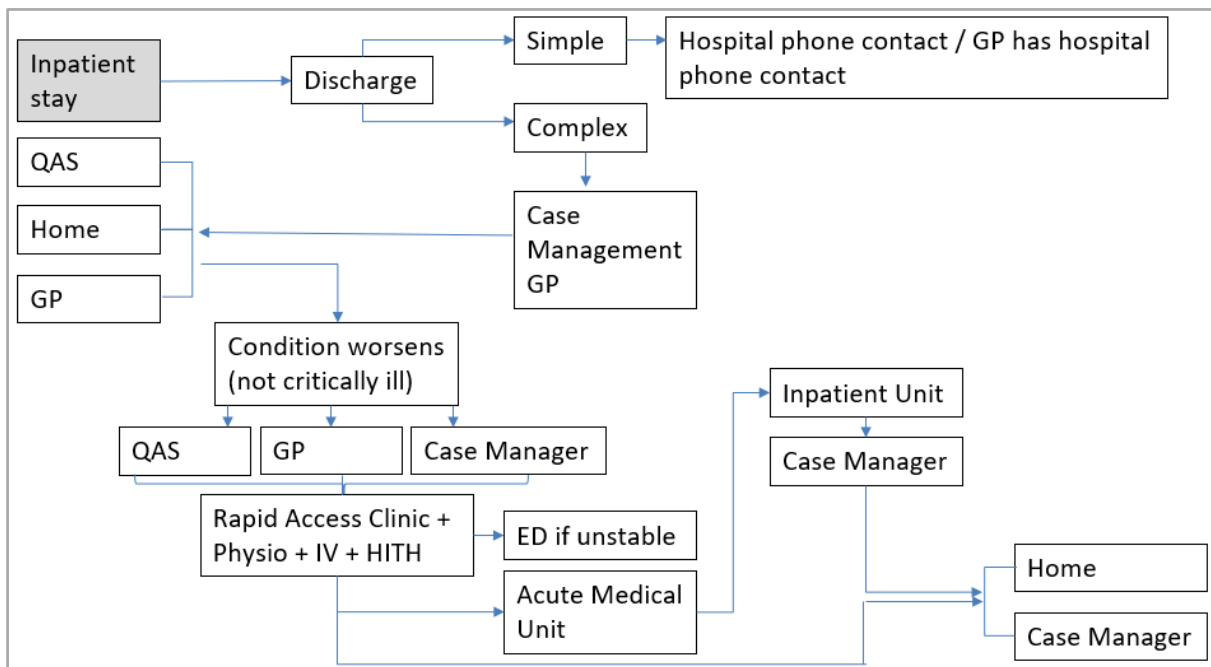 Inpatient
stay
Discharge
Simple
Hospital phone contact / GP has hospital
phone contact
Complex
QAS
Home
GP
Case
Management
GP
Condition worsens
(not critically ill)
QAS
GP
Case Manager
Rapid Access Clinic +
Physio + IV + HITH
ED if unstable
Acute Medical
Unit
Inpatient Unit
Case Manager
Home
Case Manager